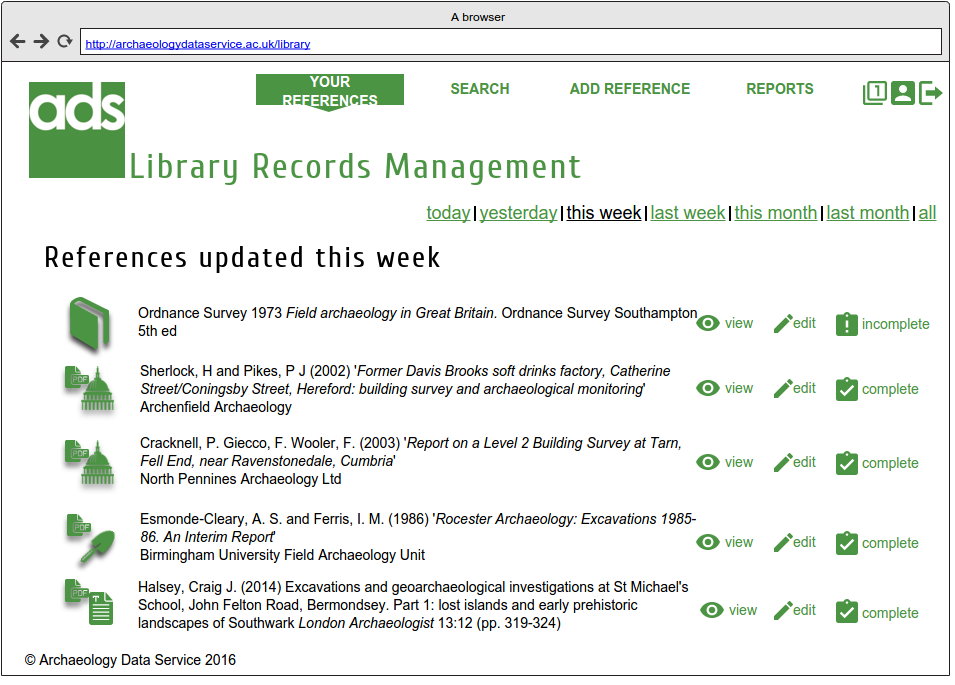 A browser
http://archaeologydataservice.ac.uk/library
YOUR
REFERENCES
SEARCH
ADD REFERENCE
REPORTS
1
ads
Library Records Management
today|yesterday|this week|last week|this month|last month|all
References updated this week
Ordnance Survey 1973 Field archaeology in Great Britain. Ordnance Survey Southampton
5th ed
view
edit
incomplete
PDF
Sherlock, H and Pikes, P J (2002) 'Former Davis Brooks soft drinks factory, Catherine
Street/Coningsby Street, Hereford: building survey and archaeological monitoring'
Archenfield Archaeology
view
edit
complete
PDF
Cracknell, P. Giecco, F. Wooler, F. (2003) 'Report on a Level 2 Building Survey at Tarn,
Fell End, near Ravenstonedale, Cumbria'
North Pennines Archaeology Ltd
view
edit
complete
PDF
Esmonde-Cleary, A. S. and Ferris, I. M. (1986) 'Rocester Archaeology: Excavations 1985-
86. An Interim Report'
Birmingham University Field Archaeology Unit
view
edit
complete
PDF
T
Halsey, Craig J. (2014) Excavations and geoarchaeological investigations at St Michael's
School, John Felton Road, Bermondsey. Part 1: lost islands and early prehistoric
landscapes of Southwark London Archaeologist 13:12 (pp. 319-324)
view
edit
complete
© Archaeology Data Service 2016